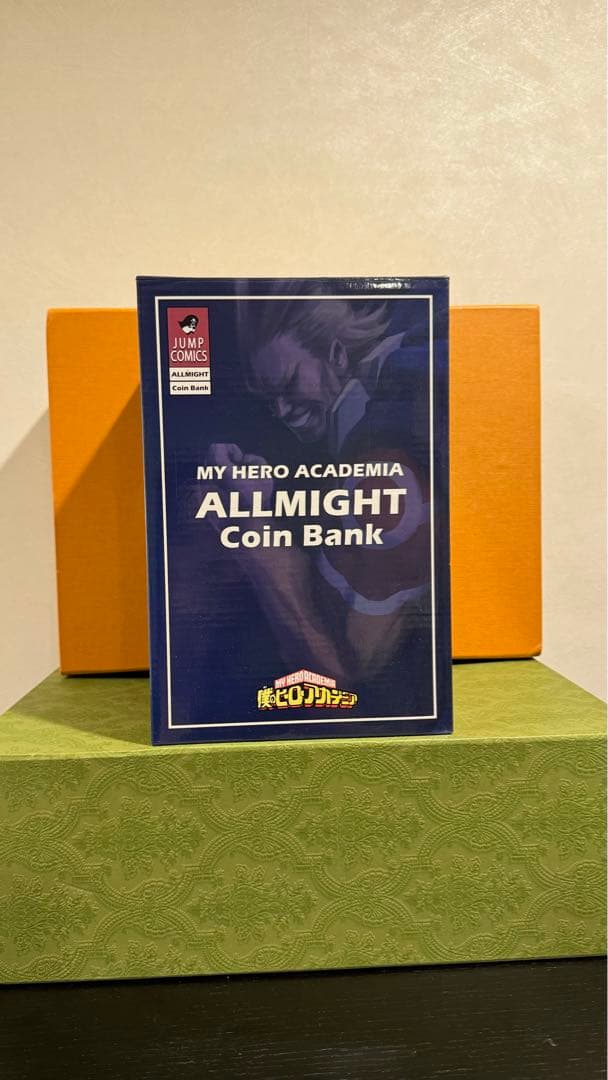 JUMP
COMICS
ALLMIGHT
Coin Bank
MY HERO ACADEMIA
ALLMIGHT
Coin Bank
MY HERO ACADEMIA
僕のヒーローアカデミア